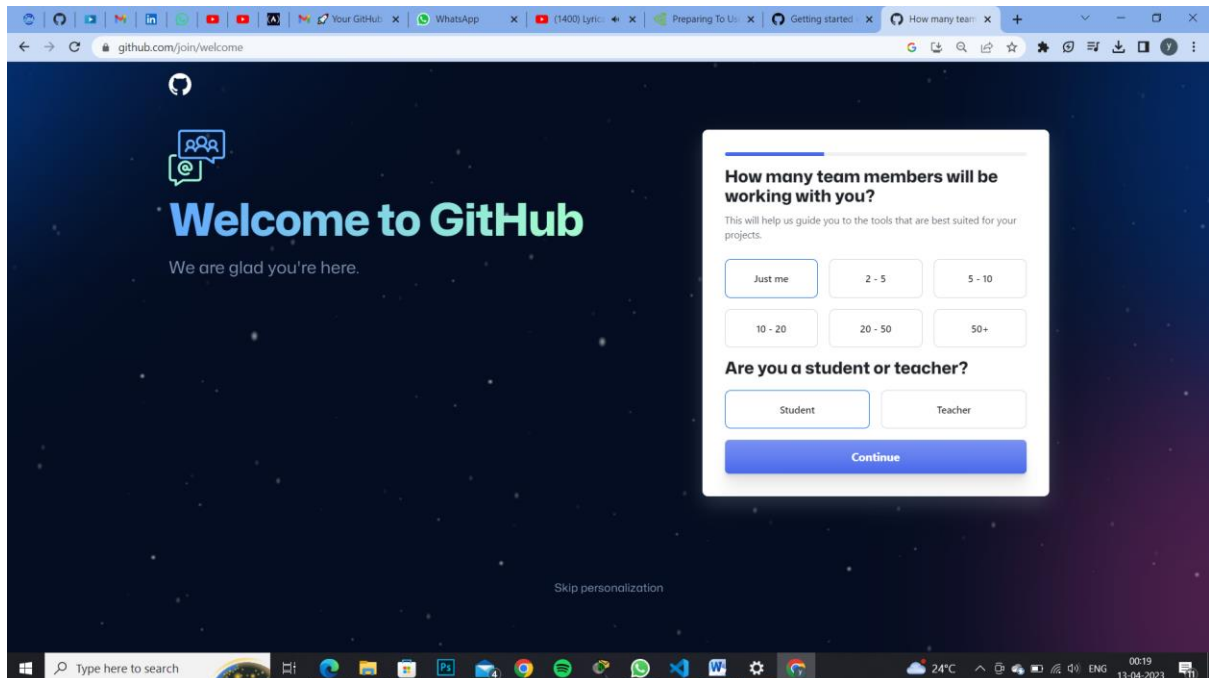 Your GitHub
WhatsApp
(1400) Lyric
Preparing To Us
Getting started
How many team
github.com/join/welcome
Welcome to GitHub
We are glad you're here.
How many team members will be
working with you?
This will help us guide you to the tools that are best suited for your
projects.
Just me
2 - 5
5 - 10
10 - 20
20 - 50
50+
Are you a student or teacher?
Student
Teacher
Continue
Skip personalization
Type here to search
24°C
ENG
00:19
13-04-2023